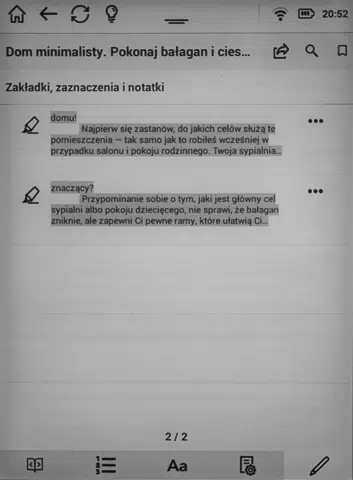 20:52
Dom minimalisty. Pokonaj bałagan i cies...
Zakładki, zaznaczenia i notatki
domu!
Najpierw się zastanów, do jakich celów służą te
pomieszczenia — tak samo jak to robiłeś wcześniej w
przypadku salonu i pokoju rodzinnego. Twoja sypialnia...
znaczący?
Przypominanie sobie o tym, jaki jest główny cel
sypialni albo pokoju dziecięcego, nie sprawi, że bałagan
zniknie, ale zapewni Ci pewne ramy, które ułatwią Ci...
2 / 2
Aa